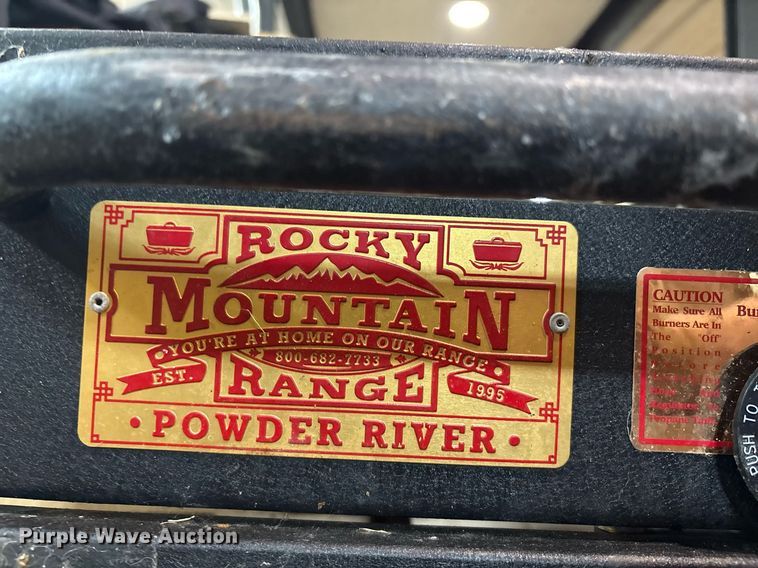 ROCKY
MOUNTAIN
YOU'RE AT HOME ON OUR RANGE
800-682-7733
EST. RANGE 1995
• POWDER RIVER •
CAUTION
Make Sure All
Burners Are In
The 'Off'
Position
Before
PUSH TO
Purple Wave Auction